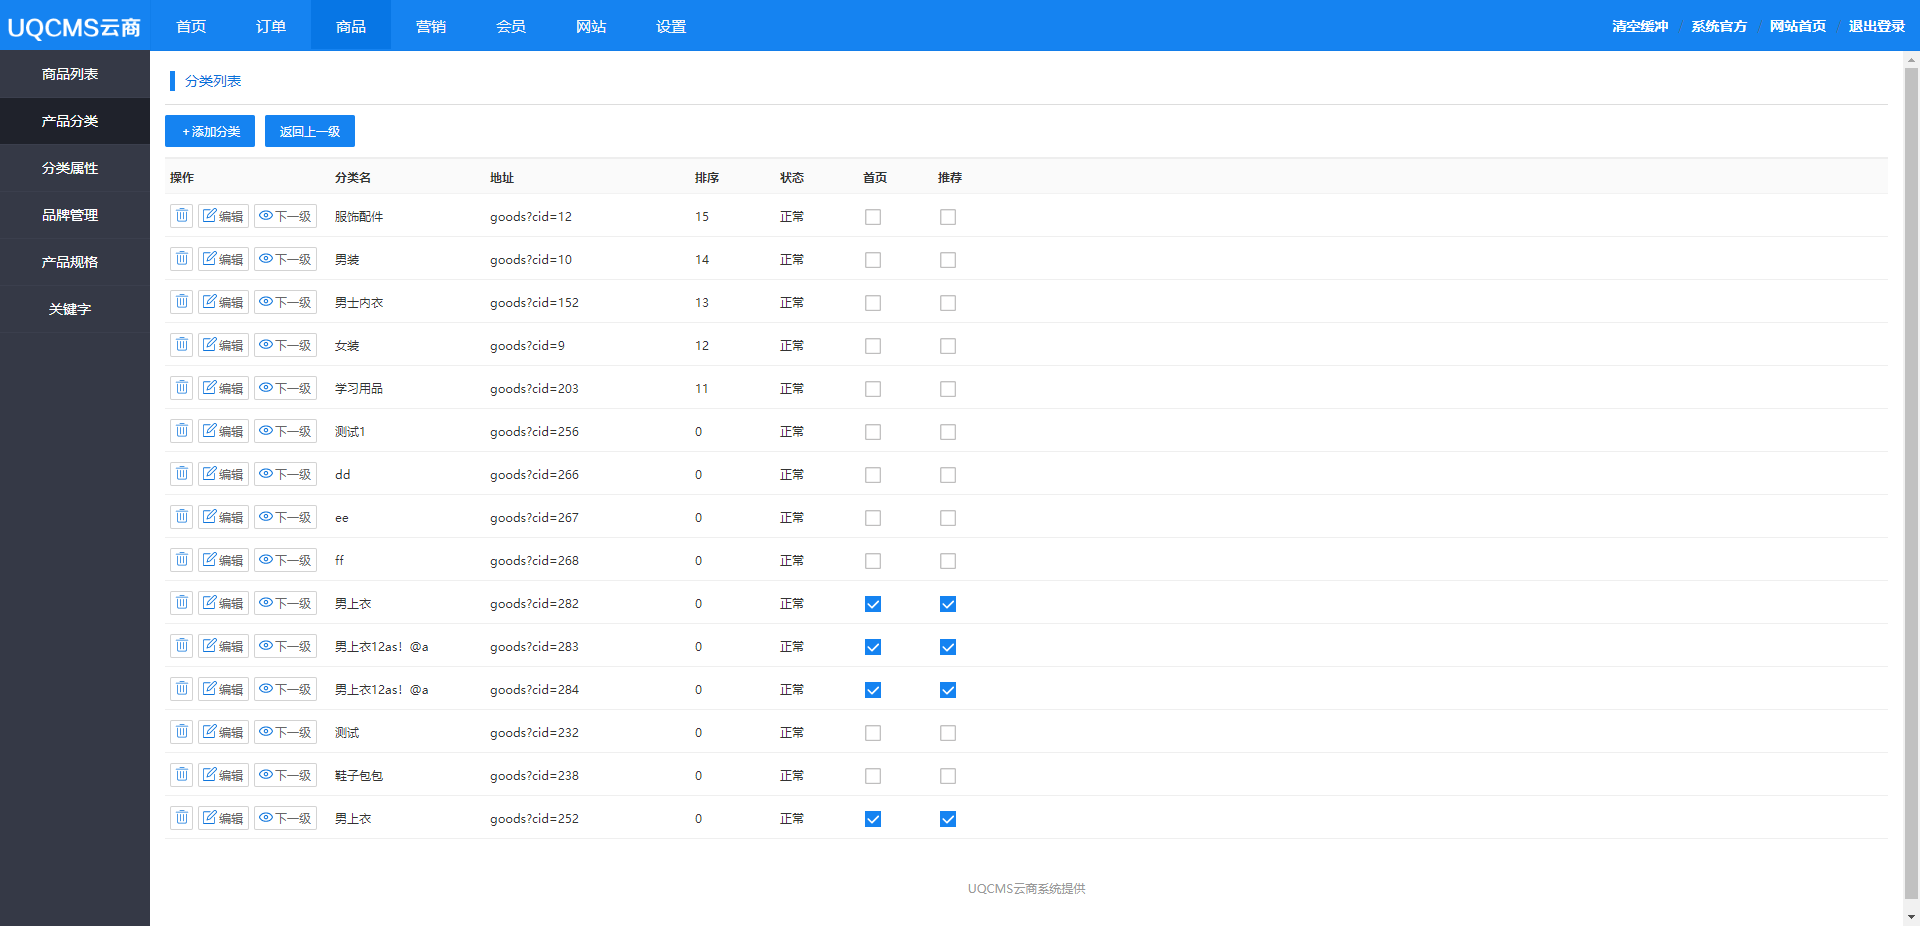 UQCMS云商 首页 订单 商品 营销 会员 网站 设置 清空缓冲 / 系统官方 / 网站首页 / 退出登录
商品列表
产品分类
分类属性
品牌管理
产品规格
关键字
分类列表
+添加分类 返回上一级
操作 分类名 地址 排序 状态 首页 推荐
编辑 下一级 服饰配件 goods?cid=12 15 正常
编辑 下一级 男装 goods?cid=10 14 正常
编辑 下一级 男士内衣 goods?cid=152 13 正常
编辑 下一级 女装 goods?cid=9 12 正常
编辑 下一级 学习用品 goods?cid=203 11 正常
编辑 下一级 测试1 goods?cid=256 0 正常
编辑 下一级 dd goods?cid=266 0 正常
编辑 下一级 ee goods?cid=267 0 正常
编辑 下一级 ff goods?cid=268 0 正常
编辑 下一级 男上衣 goods?cid=282 0 正常
编辑 下一级 男上衣12as！@a goods?cid=283 0 正常
编辑 下一级 男上衣12as！@a goods?cid=284 0 正常
编辑 下一级 测试 goods?cid=232 0 正常
编辑 下一级 鞋子包包 goods?cid=238 0 正常
编辑 下一级 男上衣 goods?cid=252 0 正常
UQCMS云商系统提供